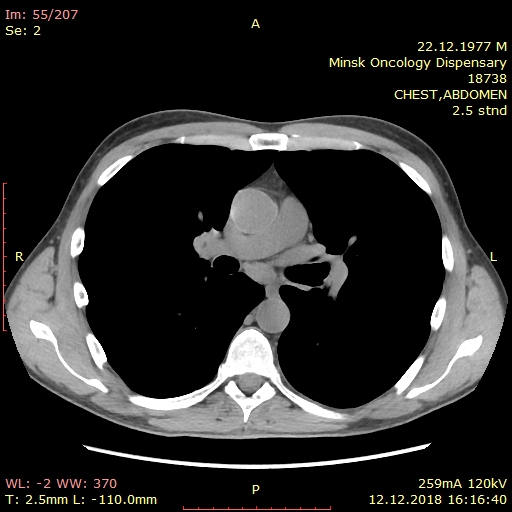 Im: 55/207
Se: 2
A
22.12.1977 M
Minsk Oncology Dispensary
18738
CHEST,ABDOMEN
2.5 stnd
R
L
WL: -2 WW: 370
T: 2.5mm L: -110.0mm
P
259mA 120kV
12.12.2018 16:16:40